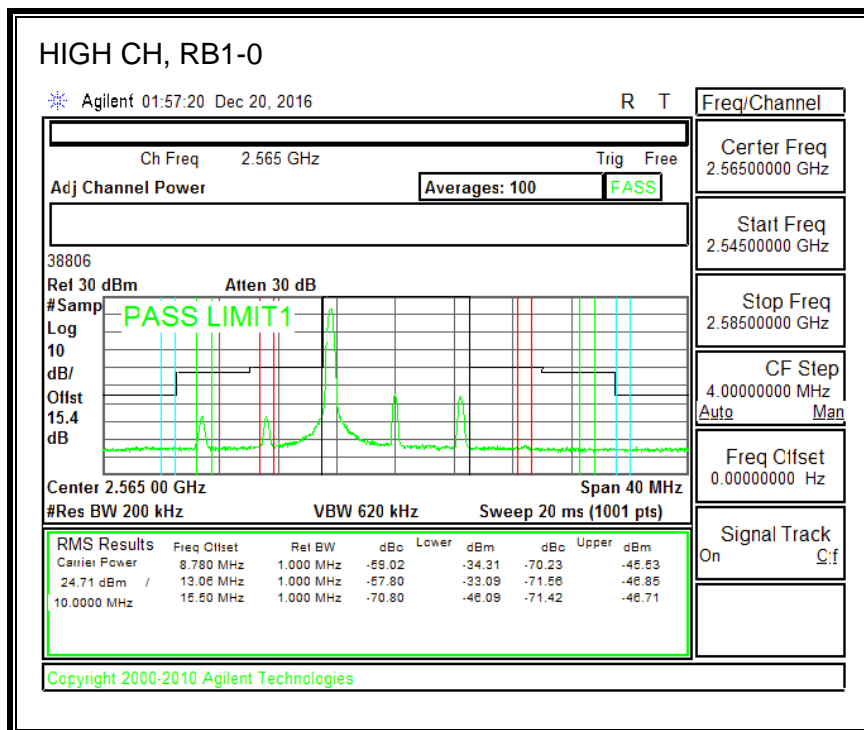 HIGH CH, RB1-0
Agilent 01:57:20 Dec 20, 2016 R T
Freq/Channel
Ch Freq 2.565 GHz Trig Free
Adj Channel Power Averages: 100 PASS
Center Freq
2.56500000 GHz
Start Freq
2.54500000 GHz
Stop Freq
2.58500000 GHz
CF Step
4.00000000 MHz
Auto Man
Freq Offset
0.00000000 Hz
Signal Track
On Off
38806
Ref 30 dBm Atten 30 dB
#Samp
Log
10
dB/
Offst
15.4
dB
PASS LIMIT1
Center 2.565 00 GHz Span 40 MHz
#Res BW 200 kHz VBW 620 kHz Sweep 20 ms (1001 pts)
RMS Results Freq Offset Ref BW dBc Lower dBm dBc Upper dBm
Carrier Power 8.780 MHz 1.000 MHz -59.02 -34.31 -70.23 -45.53
24.71 dBm / 13.06 MHz 1.000 MHz -57.80 -33.09 -71.56 -46.85
10.0000 MHz 15.50 MHz 1.000 MHz -70.80 -46.09 -71.42 -46.71
Copyright 2000-2010 Agilent Technologies